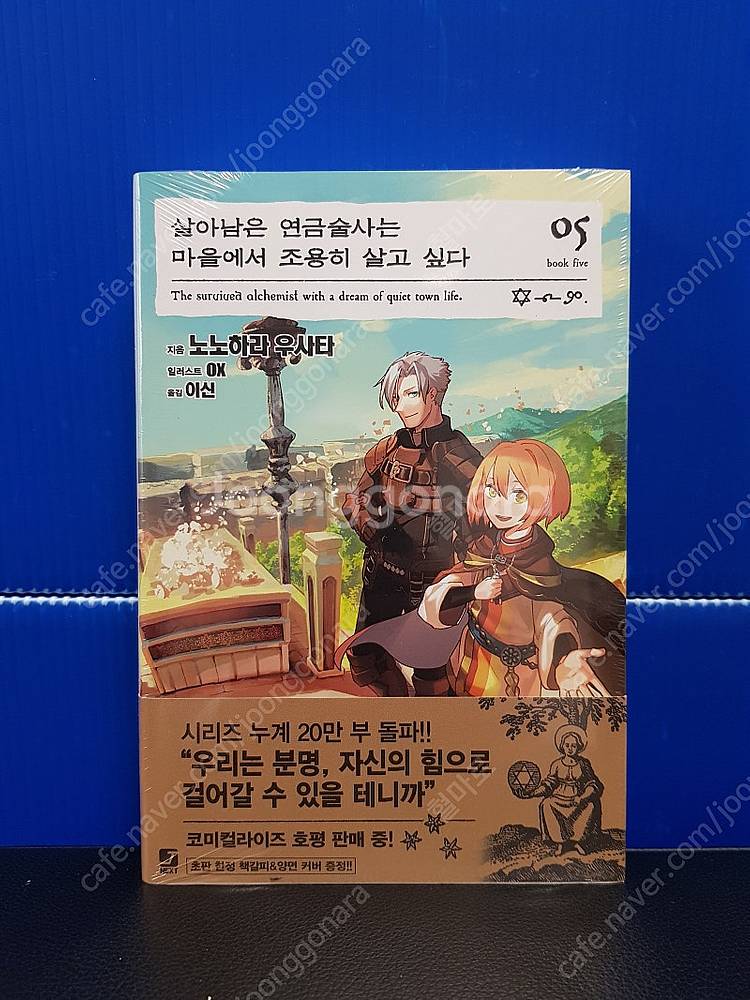 살아남은 연금술사는
마을에서 조용히 살고 싶다
05
book five
The survived alchemist with a dream of quiet town life.
지음 노노하라 우사타
일러스트 OX
옮김 이신
시리즈 누계 20만 부 돌파!!
“우리는 분명, 자신의 힘으로
걸어갈 수 있을 테니까”
코미컬라이즈 호평 판매 중!
초판 한정 책갈피&양면 커버 증정!!
NEXT
Joonggonara
cafe.naver.com/joonggonara